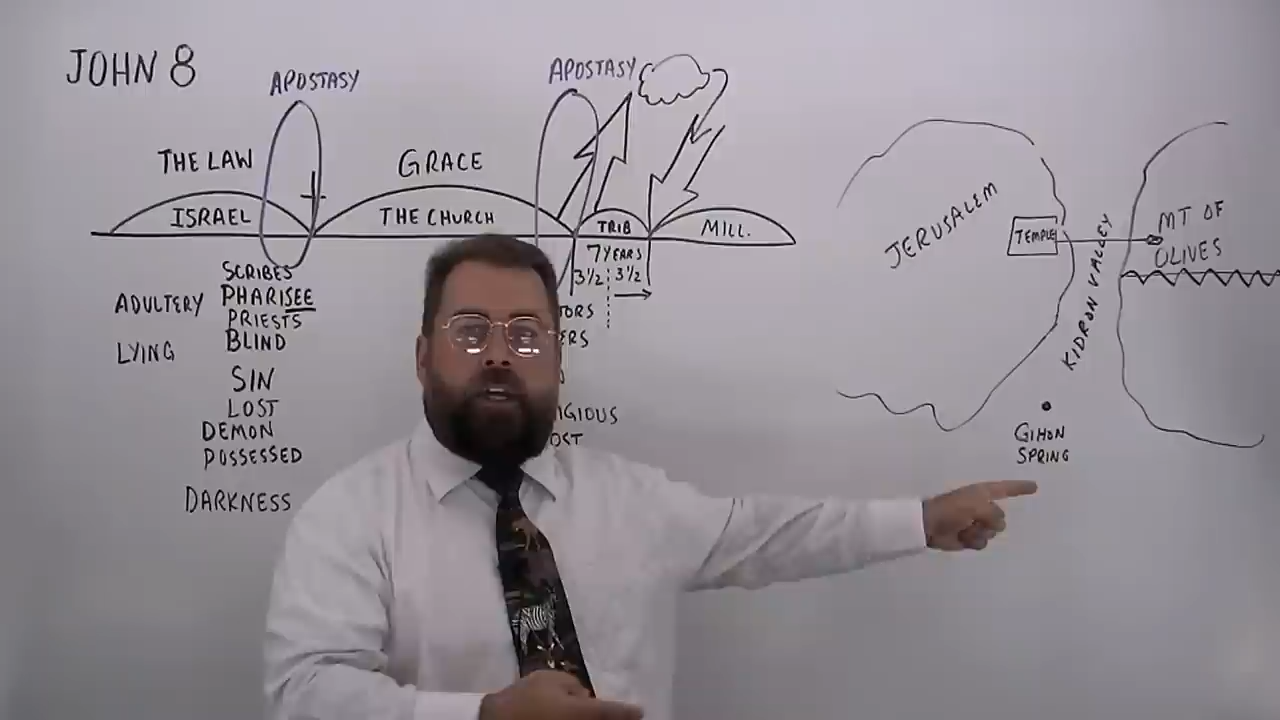 JOHN 8
APOSTASY
APOSTASY
THE LAW
GRACE
ISRAEL
THE CHURCH
TRIB
MILL.
7 YEARS
3½
3½
SCRIBES
ADULTERY
PHARISEE
PRIESTS
LYING
BLIND
SIN
LOST
DEMON
POSSESSED
DARKNESS
JERUSALEM
TEMPLE
KIDRON VALLEY
MT OF
OLIVES
GIHON
SPRING